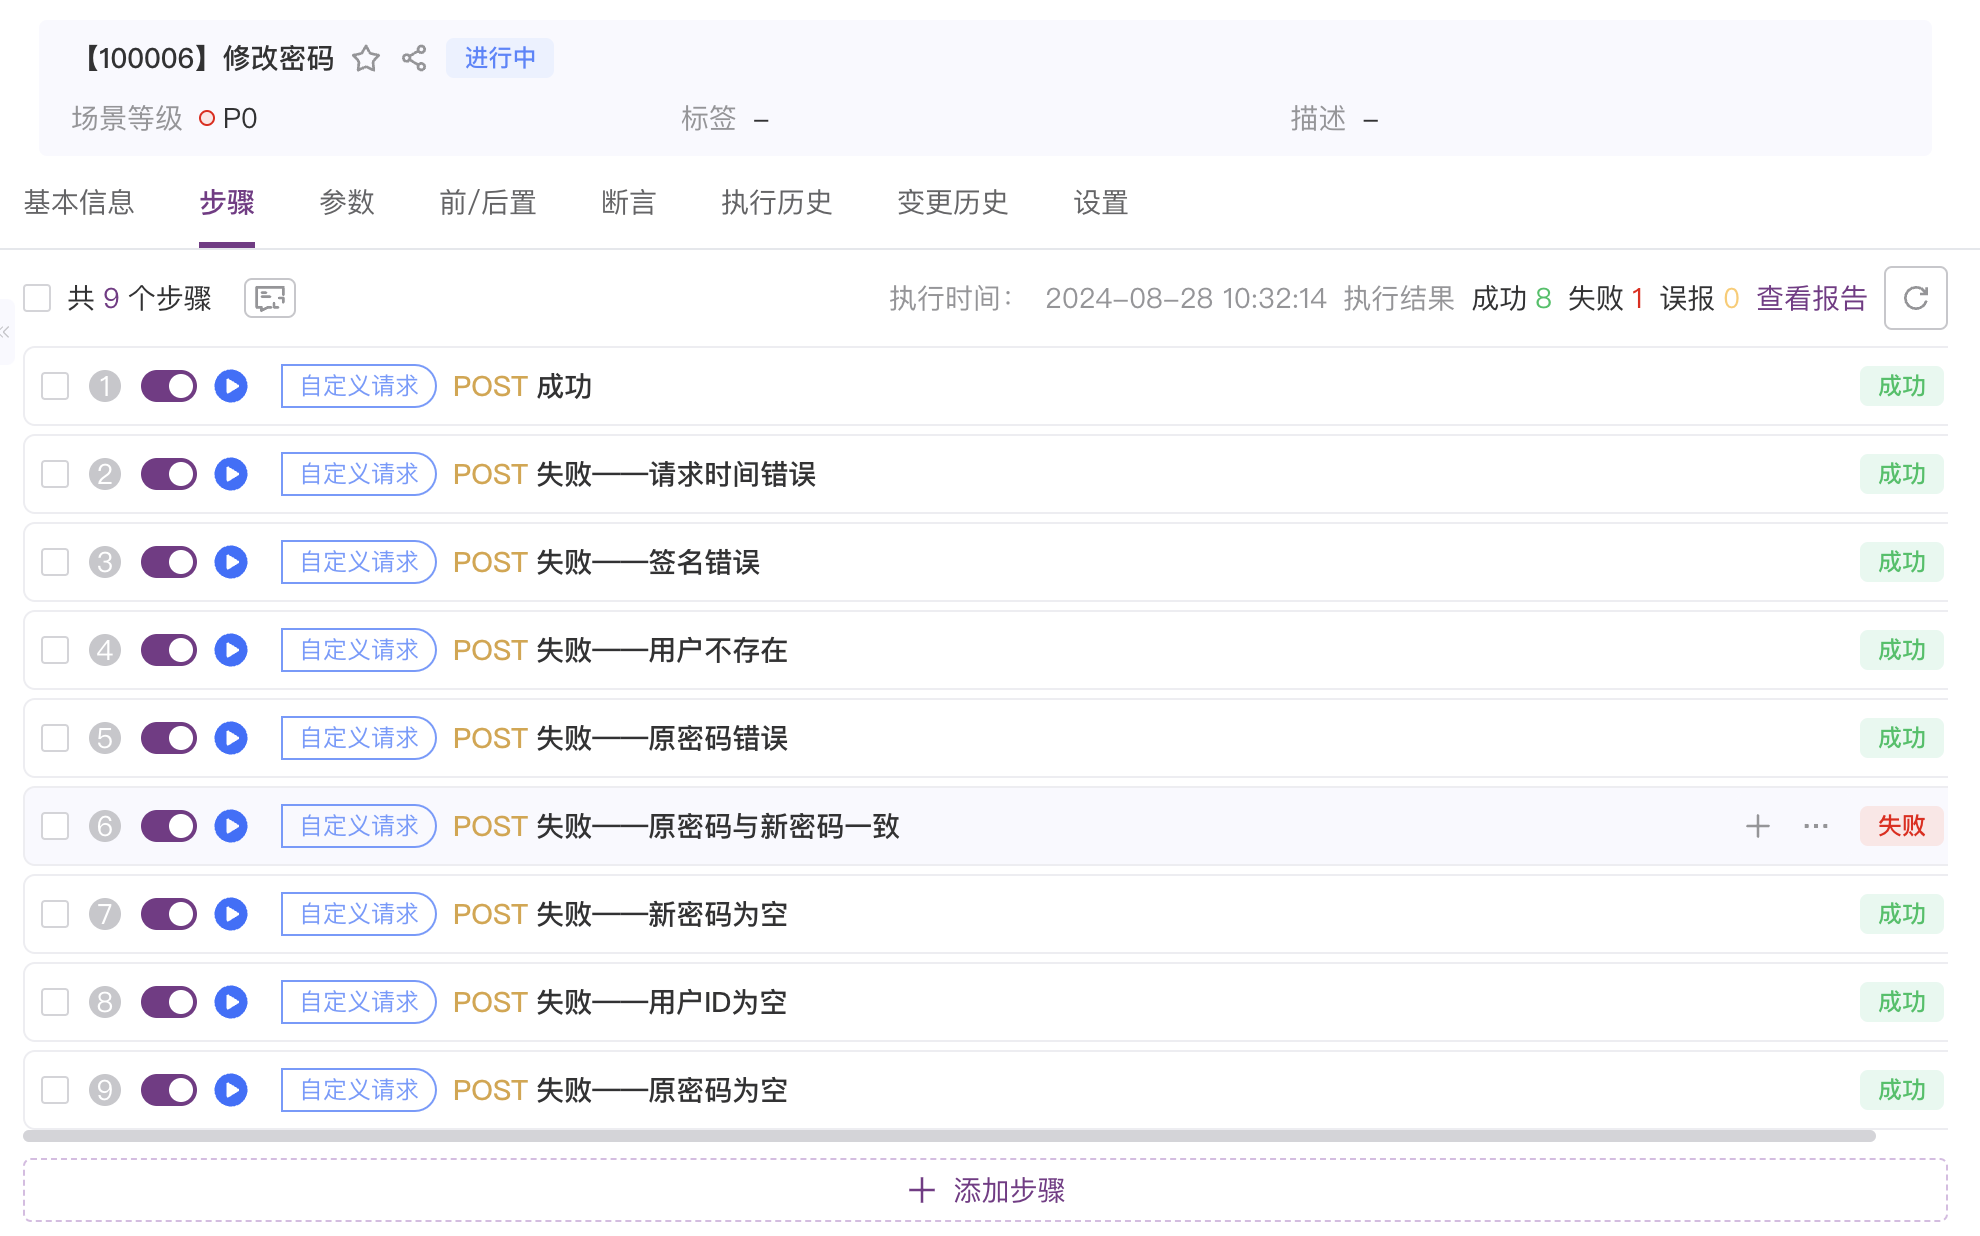 【100006】修改密码 进行中
场景等级 P0 标签 – 描述 –
基本信息 步骤 参数 前/后置 断言 执行历史 变更历史 设置
共 9 个步骤 执行时间： 2024-08-28 10:32:14 执行结果 成功 8 失败 1 误报 0 查看报告
1 自定义请求 POST 成功 成功
2 自定义请求 POST 失败——请求时间错误 成功
3 自定义请求 POST 失败——签名错误 成功
4 自定义请求 POST 失败——用户不存在 成功
5 自定义请求 POST 失败——原密码错误 成功
6 自定义请求 POST 失败——原密码与新密码一致 失败
7 自定义请求 POST 失败——新密码为空 成功
8 自定义请求 POST 失败——用户ID为空 成功
9 自定义请求 POST 失败——原密码为空 成功
添加步骤